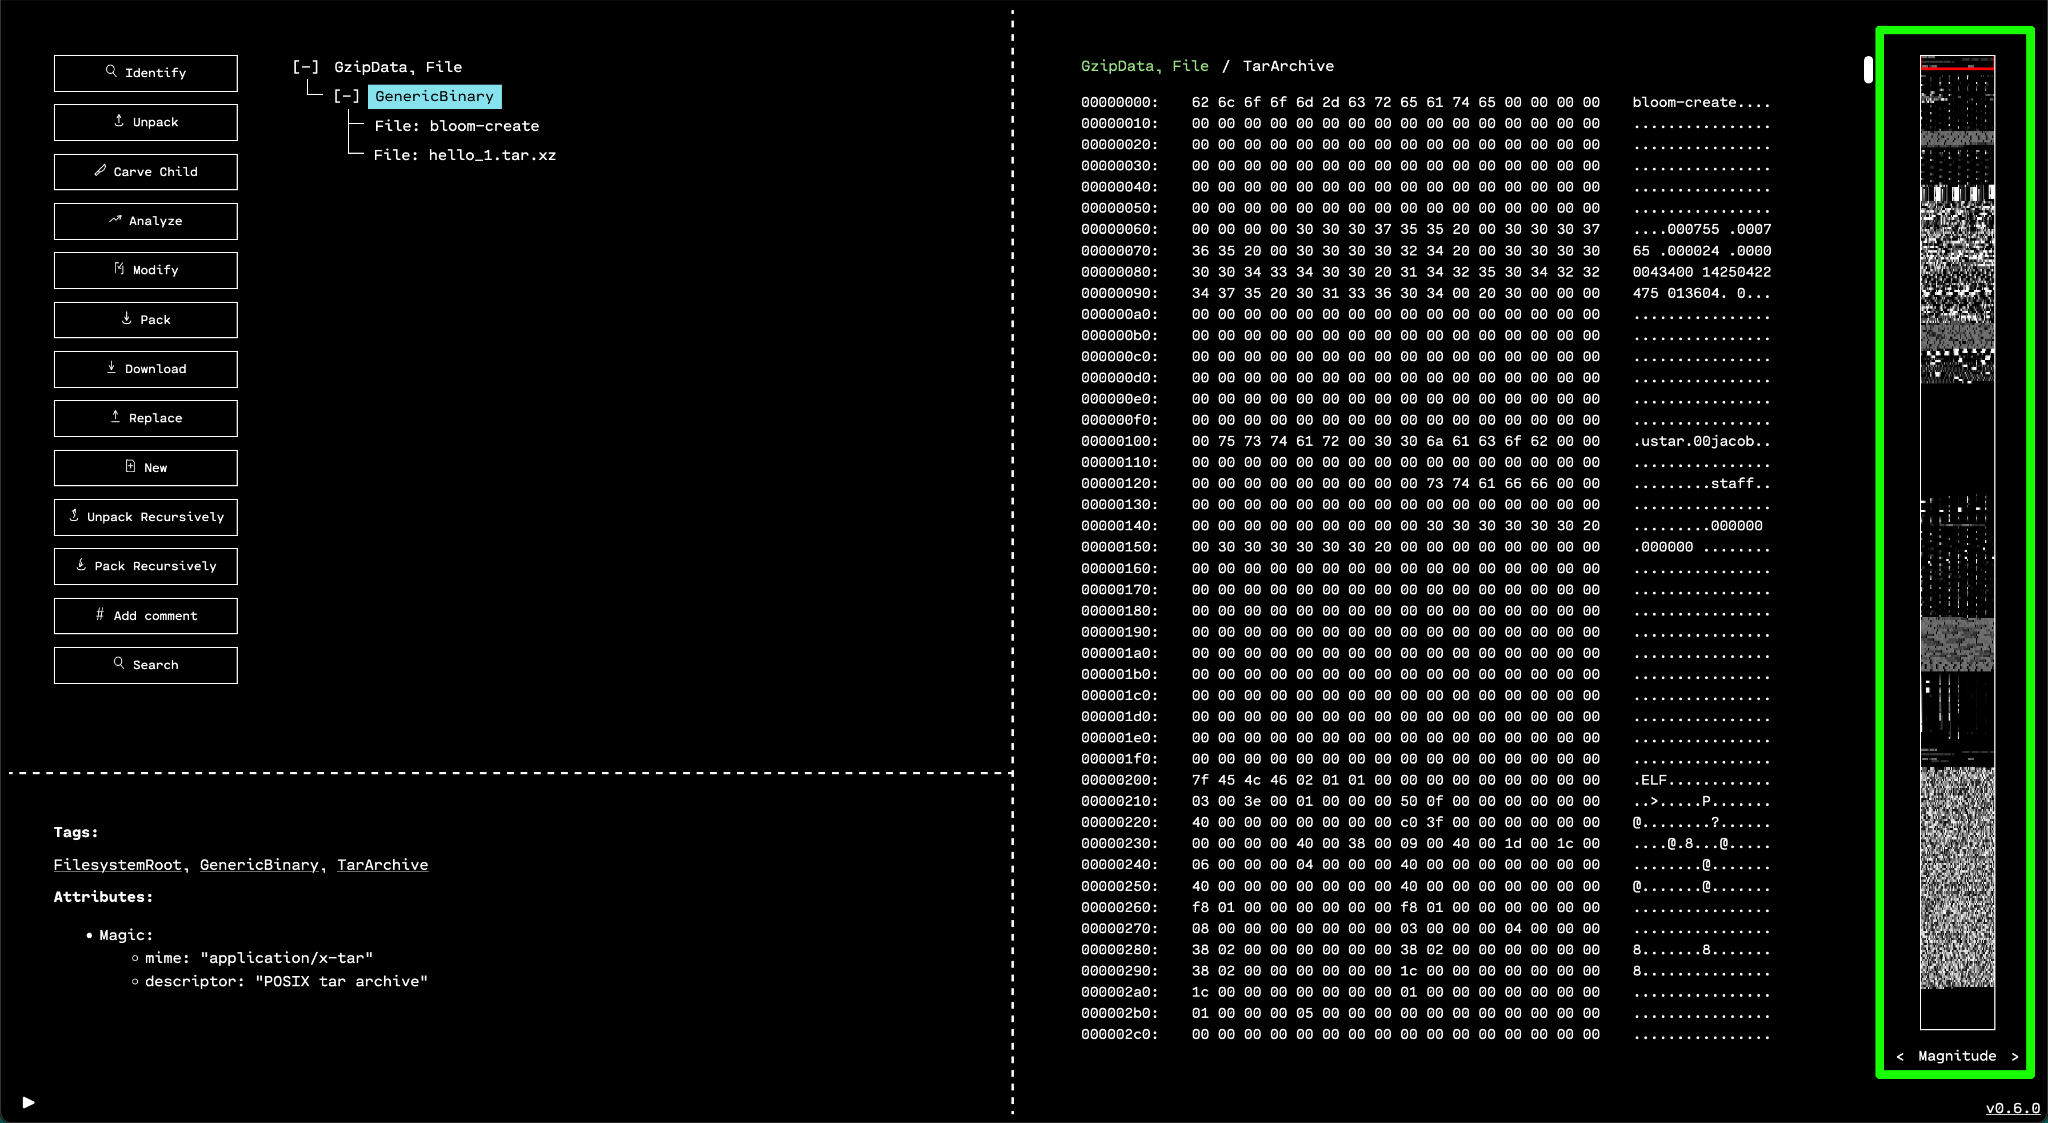 Identify
Unpack
Carve Child
Analyze
Modify
Pack
Download
Replace
New
Unpack Recursively
Pack Recursively
# Add comment
Search
[-] GzipData, File
[-] GenericBinary
File: bloom-create
File: hello_1.tar.xz
Tags:
FilesystemRoot, GenericBinary, TarArchive
Attributes:
• Magic:
mime: "application/x-tar"
descriptor: "POSIX tar archive"
GzipData, File / TarArchive
00000000: 62 6c 6f 6f 6d 2d 63 72 65 61 74 65 00 00 00 00 bloom-create....
00000010: 00 00 00 00 00 00 00 00 00 00 00 00 00 00 00 00 ................
00000020: 00 00 00 00 00 00 00 00 00 00 00 00 00 00 00 00 ................
00000030: 00 00 00 00 00 00 00 00 00 00 00 00 00 00 00 00 ................
00000040: 00 00 00 00 00 00 00 00 00 00 00 00 00 00 00 00 ................
00000050: 00 00 00 00 00 00 00 00 00 00 00 00 00 00 00 00 ................
00000060: 00 00 00 00 30 30 30 37 35 35 20 00 30 30 30 37 ....000755 .0007
00000070: 36 35 20 00 30 30 30 30 32 34 20 00 30 30 30 30 65 .000024 .0000
00000080: 30 30 34 33 34 30 30 20 31 34 32 35 30 34 32 32 0043400 14250422
00000090: 34 37 35 20 30 31 33 36 30 34 00 20 30 00 00 00 475 013604. 0...
000000a0: 00 00 00 00 00 00 00 00 00 00 00 00 00 00 00 00 ................
000000b0: 00 00 00 00 00 00 00 00 00 00 00 00 00 00 00 00 ................
000000c0: 00 00 00 00 00 00 00 00 00 00 00 00 00 00 00 00 ................
000000d0: 00 00 00 00 00 00 00 00 00 00 00 00 00 00 00 00 ................
000000e0: 00 00 00 00 00 00 00 00 00 00 00 00 00 00 00 00 ................
000000f0: 00 00 00 00 00 00 00 00 00 00 00 00 00 00 00 00 ................
00000100: 00 75 73 74 61 72 00 30 30 6a 61 63 6f 62 00 00 .ustar.00jacob..
00000110: 00 00 00 00 00 00 00 00 00 00 00 00 00 00 00 00 ................
00000120: 00 00 00 00 00 00 00 00 00 73 74 61 66 66 00 00 .........staff..
00000130: 00 00 00 00 00 00 00 00 00 00 00 00 00 00 00 00 ................
00000140: 00 00 00 00 00 00 00 00 00 30 30 30 30 30 30 20 .........000000
00000150: 00 30 30 30 30 30 30 20 00 00 00 00 00 00 00 00 .000000 ........
00000160: 00 00 00 00 00 00 00 00 00 00 00 00 00 00 00 00 ................
00000170: 00 00 00 00 00 00 00 00 00 00 00 00 00 00 00 00 ................
00000180: 00 00 00 00 00 00 00 00 00 00 00 00 00 00 00 00 ................
00000190: 00 00 00 00 00 00 00 00 00 00 00 00 00 00 00 00 ................
000001a0: 00 00 00 00 00 00 00 00 00 00 00 00 00 00 00 00 ................
000001b0: 00 00 00 00 00 00 00 00 00 00 00 00 00 00 00 00 ................
000001c0: 00 00 00 00 00 00 00 00 00 00 00 00 00 00 00 00 ................
000001d0: 00 00 00 00 00 00 00 00 00 00 00 00 00 00 00 00 ................
000001e0: 00 00 00 00 00 00 00 00 00 00 00 00 00 00 00 00 ................
000001f0: 00 00 00 00 00 00 00 00 00 00 00 00 00 00 00 00 ................
00000200: 7f 45 4c 46 02 01 01 00 00 00 00 00 00 00 00 00 .ELF............
00000210: 03 00 3e 00 01 00 00 00 50 0f 00 00 00 00 00 00 ..>.....P.......
00000220: 40 00 00 00 00 00 00 00 c0 3f 00 00 00 00 00 00 @........?......
00000230: 00 00 00 00 40 00 38 00 09 00 40 00 1d 00 1c 00 ....@.8...@.....
00000240: 06 00 00 00 04 00 00 00 40 00 00 00 00 00 00 00 ........@.......
00000250: 40 00 00 00 00 00 00 00 40 00 00 00 00 00 00 00 @.......@.......
00000260: f8 01 00 00 00 00 00 00 f8 01 00 00 00 00 00 00 ................
00000270: 08 00 00 00 00 00 00 00 03 00 00 00 04 00 00 00 ................
00000280: 38 02 00 00 00 00 00 00 38 02 00 00 00 00 00 00 8.......8.......
00000290: 38 02 00 00 00 00 00 00 1c 00 00 00 00 00 00 00 8...............
000002a0: 1c 00 00 00 00 00 00 00 01 00 00 00 00 00 00 00 ................
000002b0: 01 00 00 00 05 00 00 00 00 00 00 00 00 00 00 00 ................
000002c0: 00 00 00 00 00 00 00 00 00 00 00 00 00 00 00 00 ................
< Magnitude >
v0.6.0